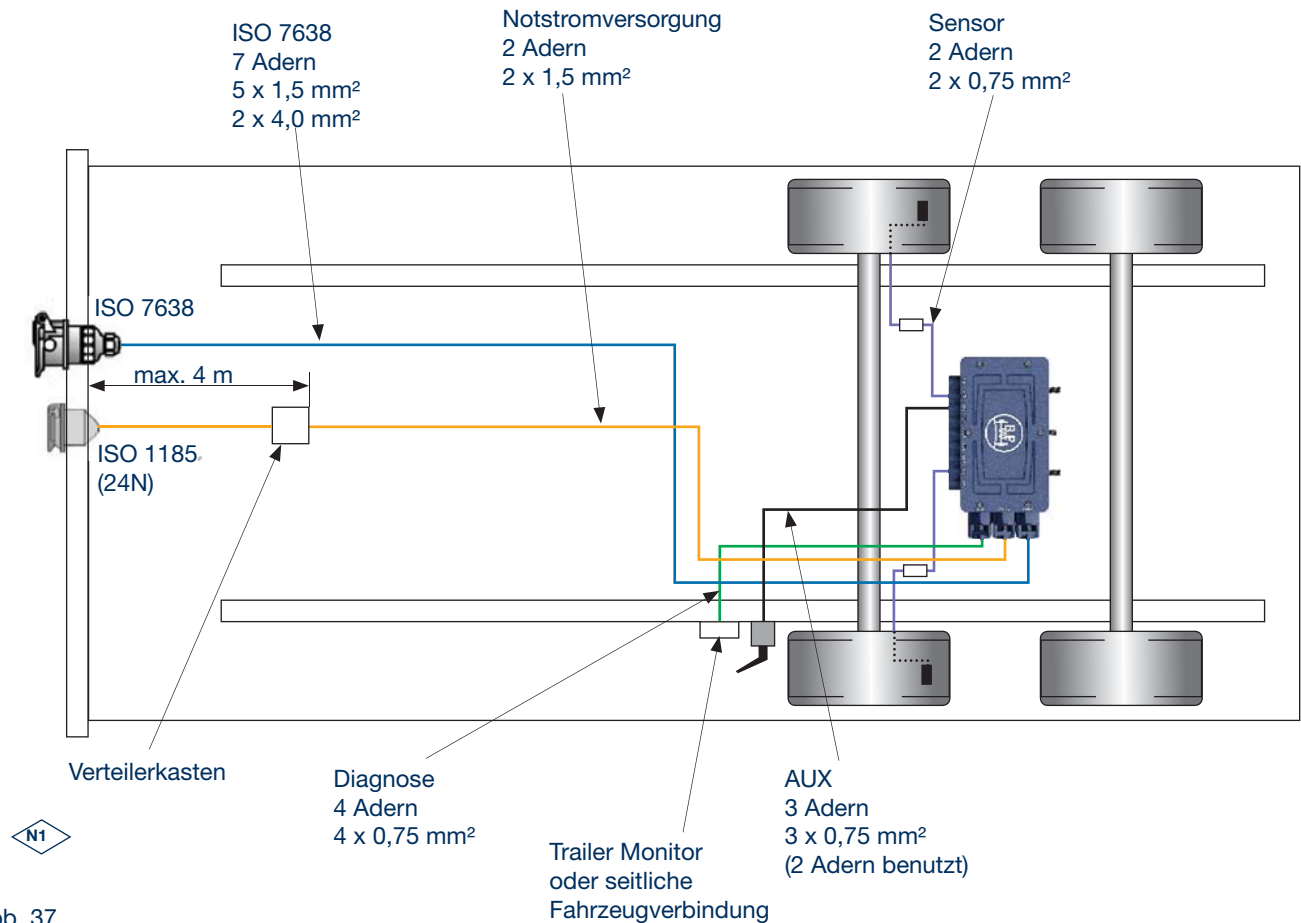 ISO 7638
7 Adern
5 x 1,5 mm²
2 x 4,0 mm²
Notstromversorgung
2 Adern
2 x 1,5 mm²
Sensor
2 Adern
2 x 0,75 mm²
ISO 7638
max. 4 m
ISO 1185
(24N)
Verteilerkasten
Diagnose
4 Adern
4 x 0,75 mm²
Trailer Monitor
oder seitliche
Fahrzeugverbindung
AUX
3 Adern
3 x 0,75 mm²
(2 Adern benutzt)
N1
37